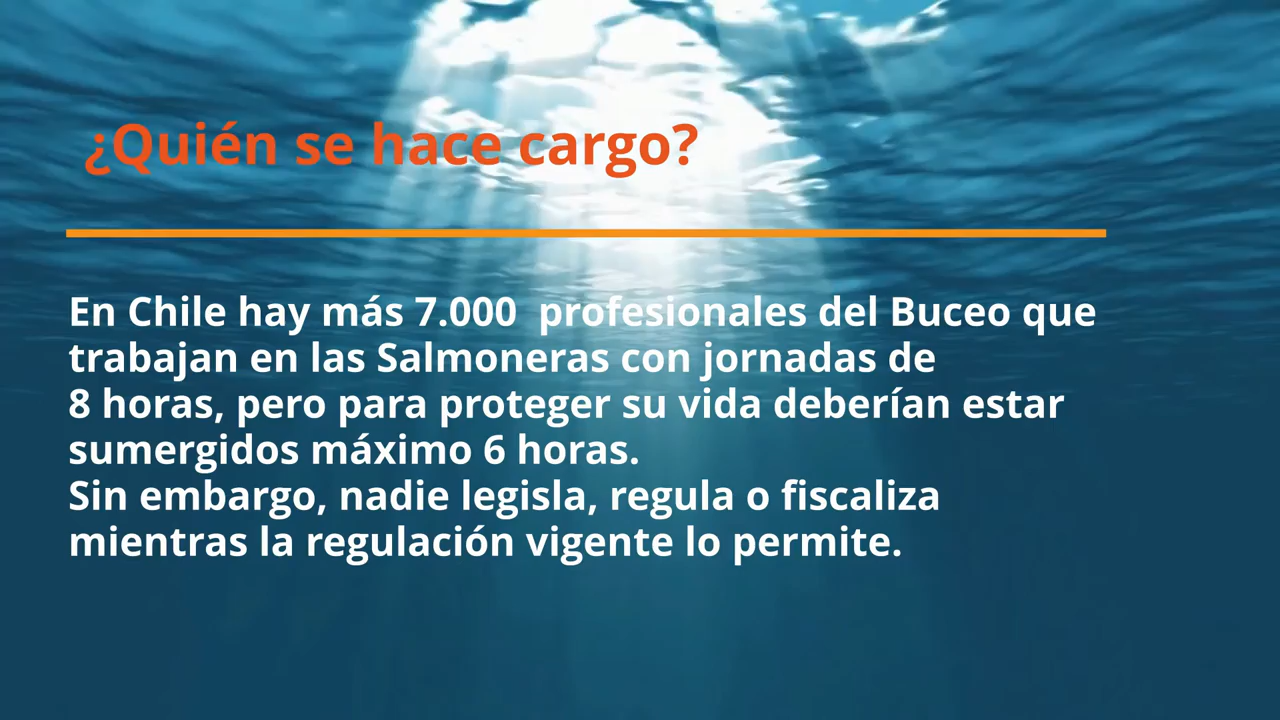 ¿Quién se hace cargo?
En Chile hay más 7.000  profesionales del Buceo que
trabajan en las Salmoneras con jornadas de
8 horas, pero para proteger su vida deberían estar
sumergidos máximo 6 horas.
Sin embargo, nadie legisla, regula o fiscaliza
mientras la regulación vigente lo permite.